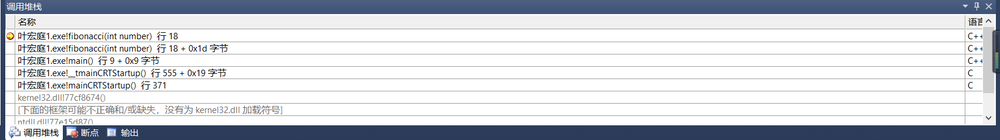 调用堆栈
名称 语言
叶宏庭1.exe!fibonacci(int number) 行 18 C++
叶宏庭1.exe!fibonacci(int number) 行 18 + 0x1d 字节 C++
叶宏庭1.exe!main() 行 9 + 0x9 字节 C++
叶宏庭1.exe!__tmainCRTStartup() 行 555 + 0x19 字节 C
叶宏庭1.exe!mainCRTStartup() 行 371 C
kernel32.dll!77cf8674()
[下面的框架可能不正确和/或缺失，没有为 kernel32.dll 加载符号]
ntdll.dll!77e15d87()
调用堆栈 断点 输出